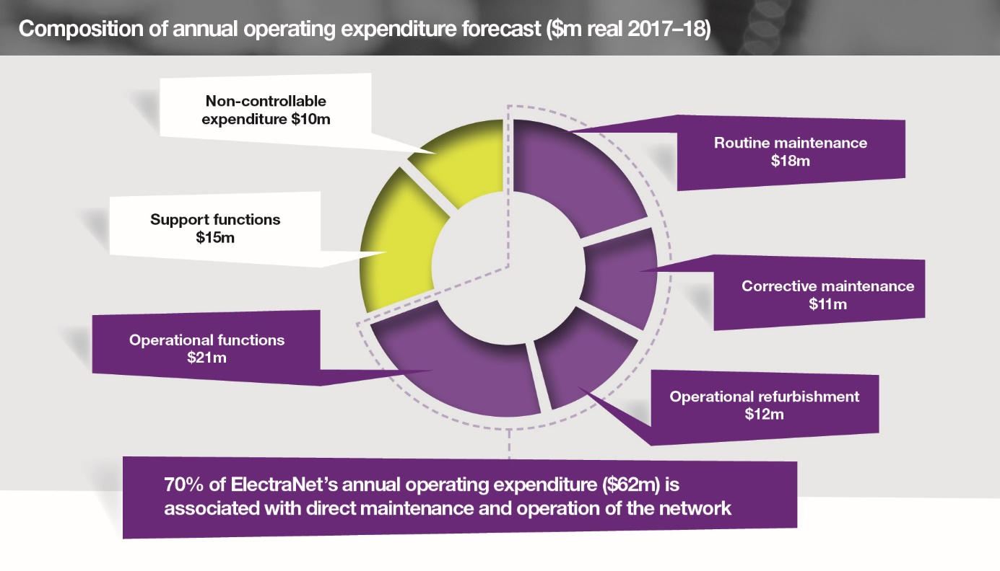 Composition of annual operating expenditure forecast ($m real 2017–18)
Non-controllable
expenditure $10m
Routine maintenance
$18m
Support functions
$15m
Corrective maintenance
$11m
Operational functions
$21m
Operational refurbishment
$12m
70% of ElectraNet’s annual operating expenditure ($62m) is
associated with direct maintenance and operation of the network